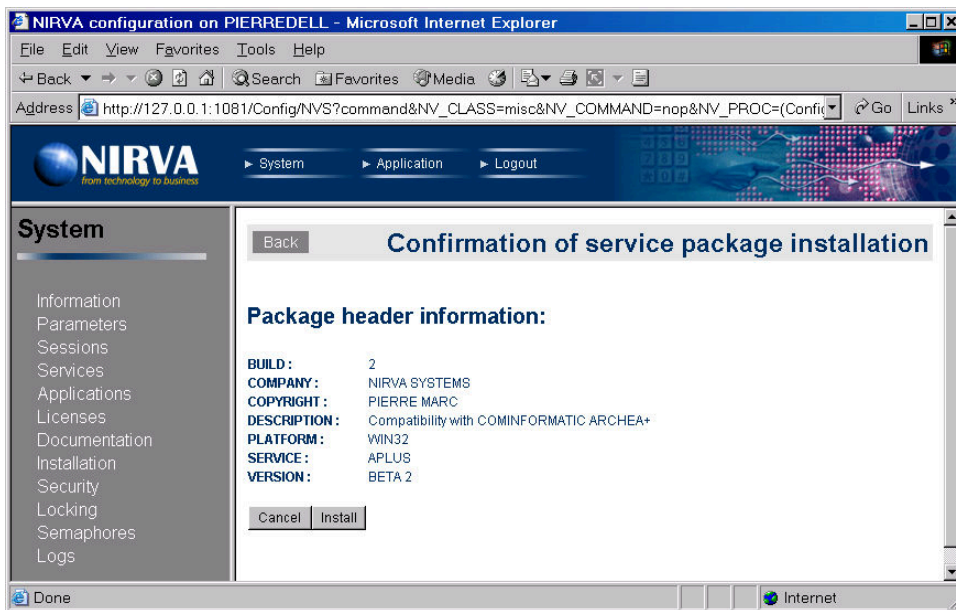 NIRVA configuration on PIERREDELL - Microsoft Internet Explorer
File Edit View Favorites Tools Help
Back Search Favorites Media
Address http://127.0.0.1:1081/Config/NVS?command&NV_CLASS=misc&NV_COMMAND=nop&NV_PROC=(Config Go Links »
NIRVA
from technology to business
System Application Logout
System
Back Confirmation of service package installation
Information
Parameters
Sessions
Services
Applications
Licenses
Documentation
Installation
Security
Locking
Semaphores
Logs
Package header information:
BUILD : 2
COMPANY : NIRVA SYSTEMS
COPYRIGHT : PIERRE MARC
DESCRIPTION : Compatibility with COMINFORMATIC ARCHEA+
PLATFORM : WIN32
SERVICE : APLUS
VERSION : BETA 2
Cancel Install
Done Internet